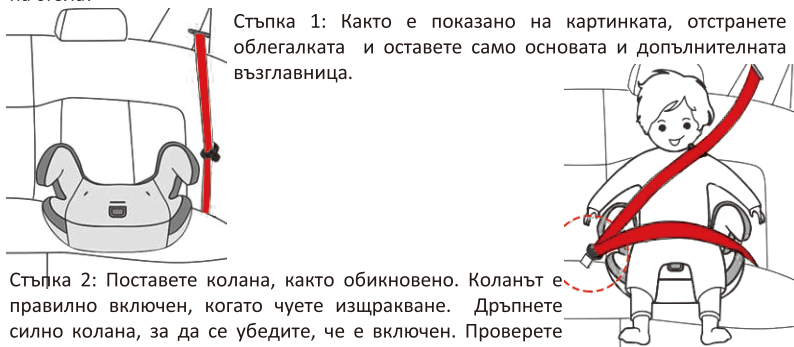 Стъпка 1: Както е показано на картинката, отстранете
облегалката и оставете само основата и допълнителната
възглавница.
Стъпка 2: Поставете колана, както обикновено. Коланът е
правилно включен, когато чуете изщракване. Дръпнете
силно колана, за да се убедите, че е включен. Проверете